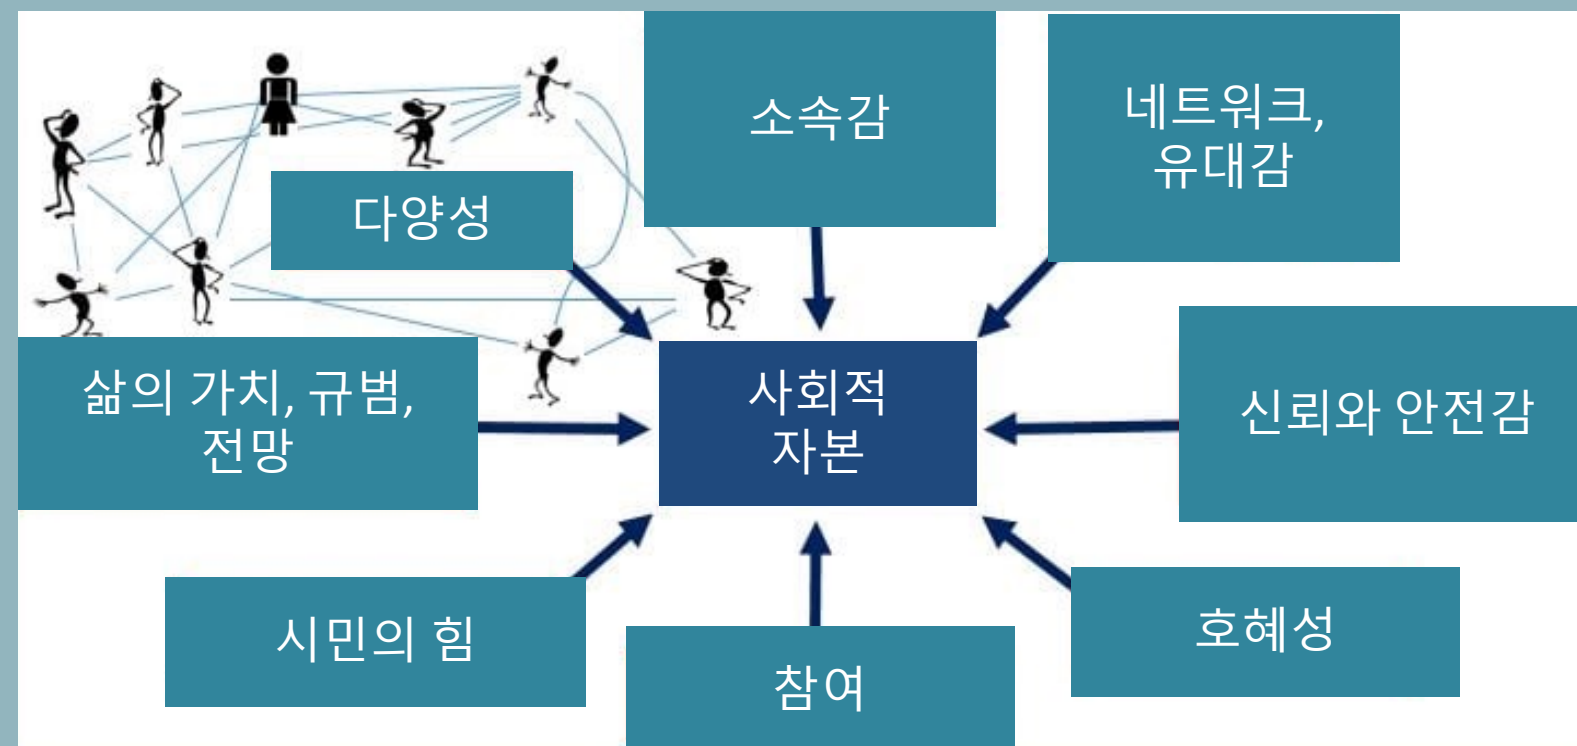 소속감
네트워크,
유대감
다양성
삶의 가치, 규범,
전망
사회적
자본
신뢰와 안전감
시민의 힘
참여
호혜성